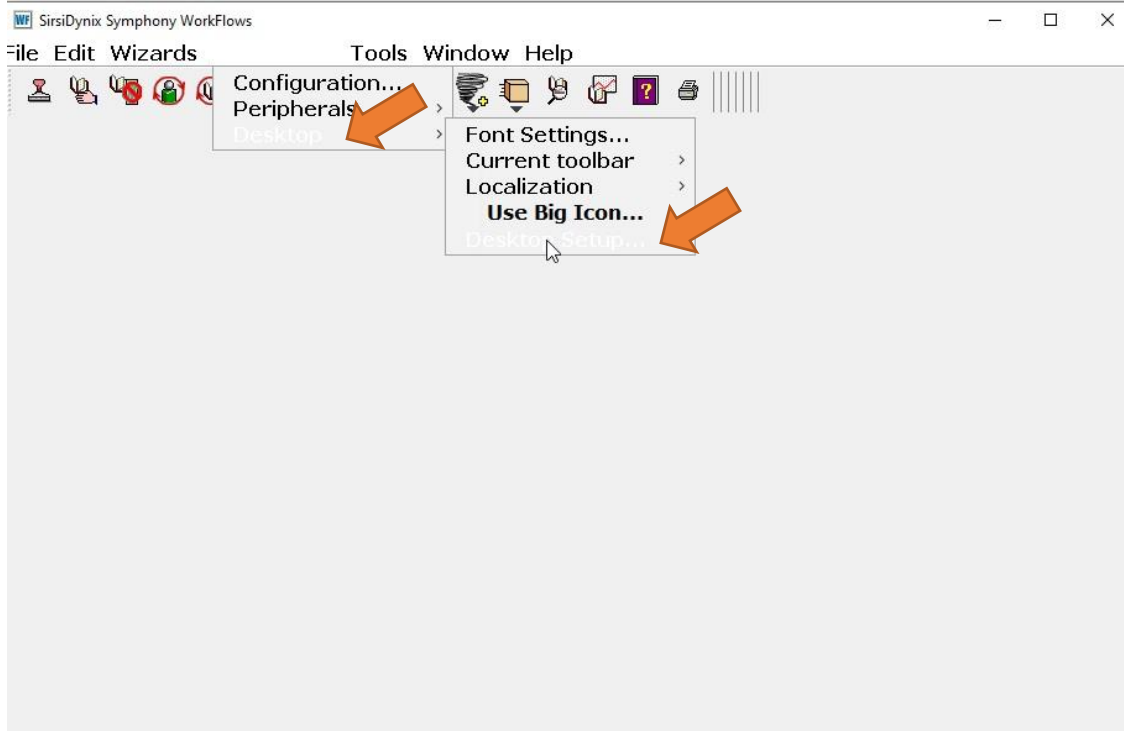 WF SirsiDynix Symphony WorkFlows
File Edit Wizards Tools Window Help
Configuration...
Peripherals
Desktop
Font Settings...
Current toolbar
Localization
Use Big Icon...
Desktop Setup...
?